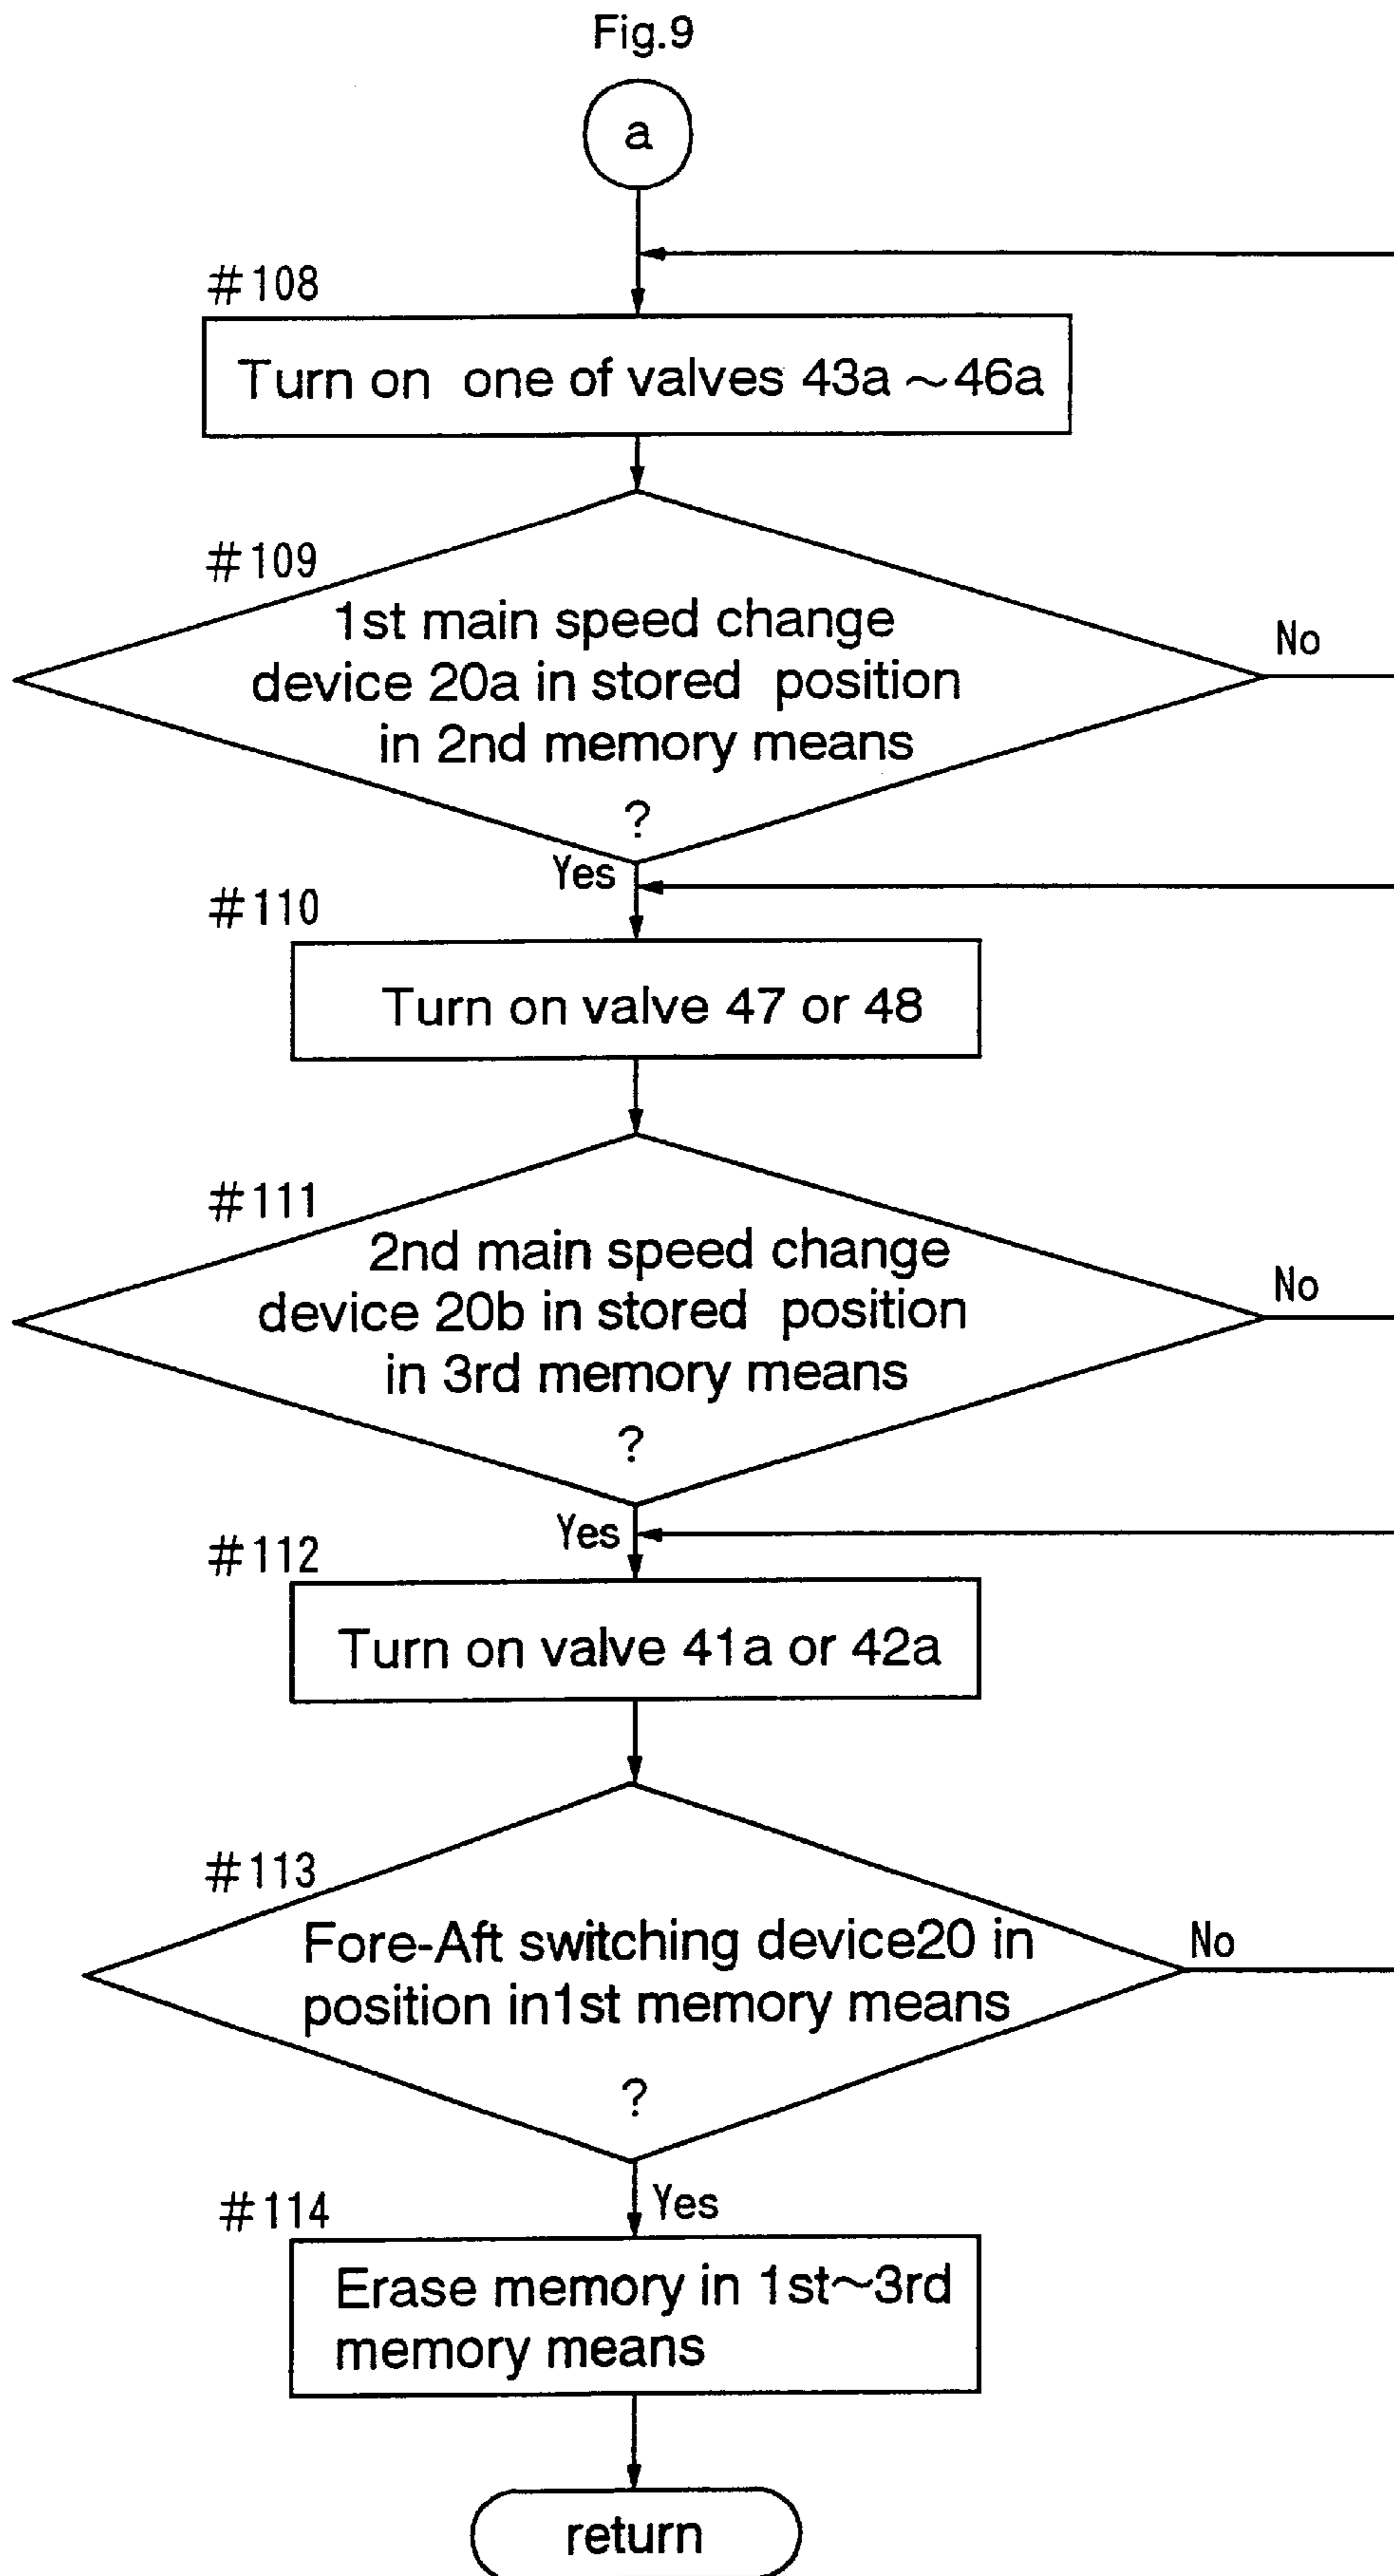 Fig.9
a
#108
Turn on one of valves 43a ~46a
#109
1st main speed change
device 20a in stored position
in 2nd memory means
?
No
Yes
#110
Turn on valve 47 or 48
#111
2nd main speed change
device 20b in stored position
in 3rd memory means
?
No
Yes
#112
Turn on valve 41a or 42a
#113
Fore-Aft switching device20 in
position in1st memory means
?
No
Yes
#114
Erase memory in 1st~3rd
memory means
return